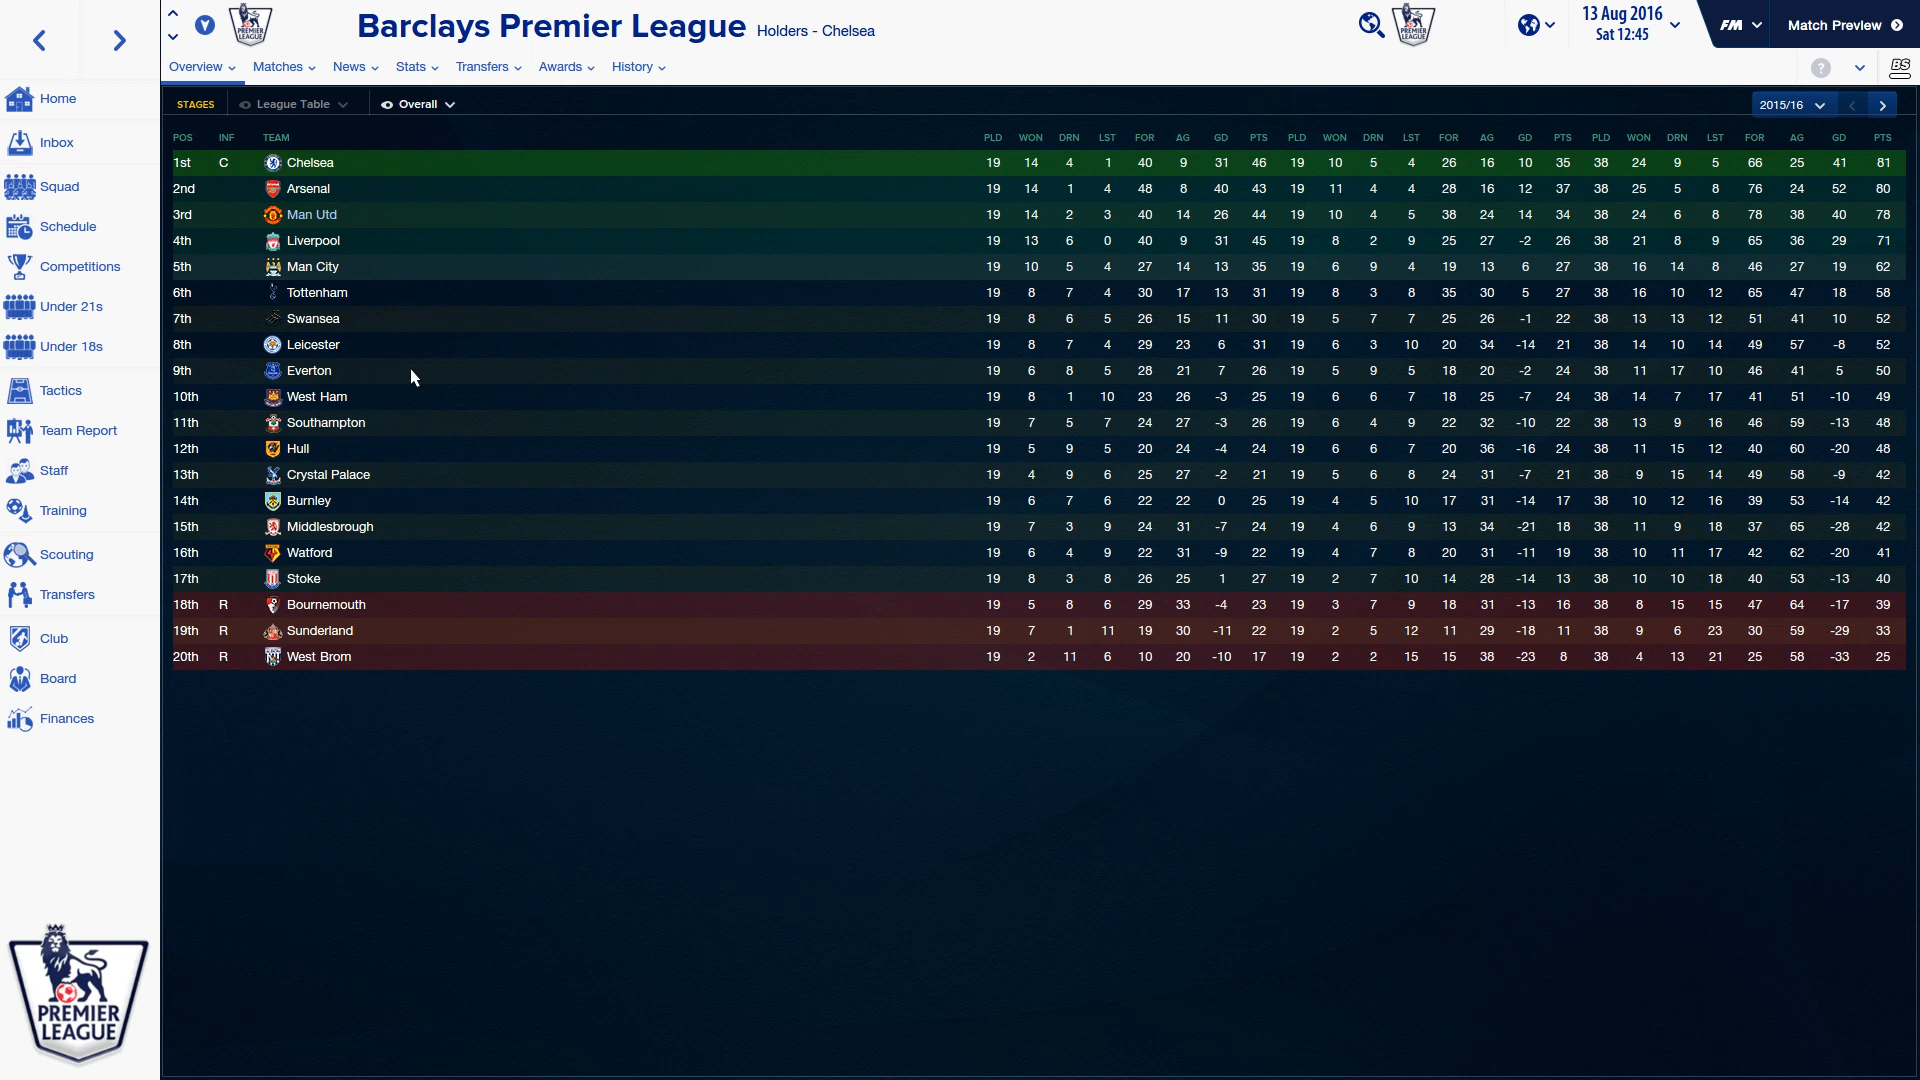 PREMIER LEAGUE
Barclays Premier League Holders - Chelsea
PREMIER LEAGUE
13 Aug 2016
Sat 12:45
FM
Match Preview
Overview Matches News Stats Transfers Awards History
? BS
Home
Inbox
Squad
Schedule
Competitions
Under 21s
Under 18s
Tactics
Team Report
Staff
Training
Scouting
Transfers
Club
Board
Finances
PREMIER
LEAGUE
STAGES League Table Overall 2015/16
POS INF TEAM PLD WON DRN LST FOR AG GD PTS PLD WON DRN LST FOR AG GD PTS PLD WON DRN LST FOR AG GD PTS
1st C Chelsea 19 14 4 1 40 9 31 46 19 10 5 4 26 16 10 35 38 24 9 5 66 25 41 81
2nd Arsenal 19 14 1 4 48 8 40 43 19 11 4 4 28 16 12 37 38 25 5 8 76 24 52 80
3rd Man Utd 19 14 2 3 40 14 26 44 19 10 4 5 38 24 14 34 38 24 6 8 78 38 40 78
4th Liverpool 19 13 6 0 40 9 31 45 19 8 2 9 25 27 -2 26 38 21 8 9 65 36 29 71
5th Man City 19 10 5 4 27 14 13 35 19 6 9 4 19 13 6 27 38 16 14 8 46 27 19 62
6th Tottenham 19 8 7 4 30 17 13 31 19 8 3 8 35 30 5 27 38 16 10 12 65 47 18 58
7th Swansea 19 8 6 5 26 15 11 30 19 5 7 7 25 26 -1 22 38 13 13 12 51 41 10 52
8th Leicester 19 8 7 4 29 23 6 31 19 6 3 10 20 34 -14 21 38 14 10 14 49 57 -8 52
9th Everton 19 6 8 5 28 21 7 26 19 5 9 5 18 20 -2 24 38 11 17 10 46 41 5 50
10th West Ham 19 8 1 10 23 26 -3 25 19 6 6 7 18 25 -7 24 38 14 7 17 41 51 -10 49
11th Southampton 19 7 5 7 24 27 -3 26 19 6 4 9 22 32 -10 22 38 13 9 16 46 59 -13 48
12th Hull 19 5 9 5 20 24 -4 24 19 6 6 7 20 36 -16 24 38 11 15 12 40 60 -20 48
13th Crystal Palace 19 4 9 6 25 27 -2 21 19 5 6 8 24 31 -7 21 38 9 15 14 49 58 -9 42
14th Burnley 19 6 7 6 22 22 0 25 19 4 5 10 17 31 -14 17 38 10 12 16 39 53 -14 42
15th Middlesbrough 19 7 3 9 24 31 -7 24 19 4 6 9 13 34 -21 18 38 11 9 18 37 65 -28 42
16th Watford 19 6 4 9 22 31 -9 22 19 4 7 8 20 31 -11 19 38 10 11 17 42 62 -20 41
17th Stoke 19 8 3 8 26 25 1 27 19 2 7 10 14 28 -14 13 38 10 10 18 40 53 -13 40
18th R Bournemouth 19 5 8 6 29 33 -4 23 19 3 7 9 18 31 -13 16 38 8 15 15 47 64 -17 39
19th R Sunderland 19 7 1 11 19 30 -11 22 19 2 5 12 11 29 -18 11 38 9 6 23 30 59 -29 33
20th R West Brom 19 2 11 6 10 20 -10 17 19 2 2 15 15 38 -23 8 38 4 13 21 25 58 -33 25